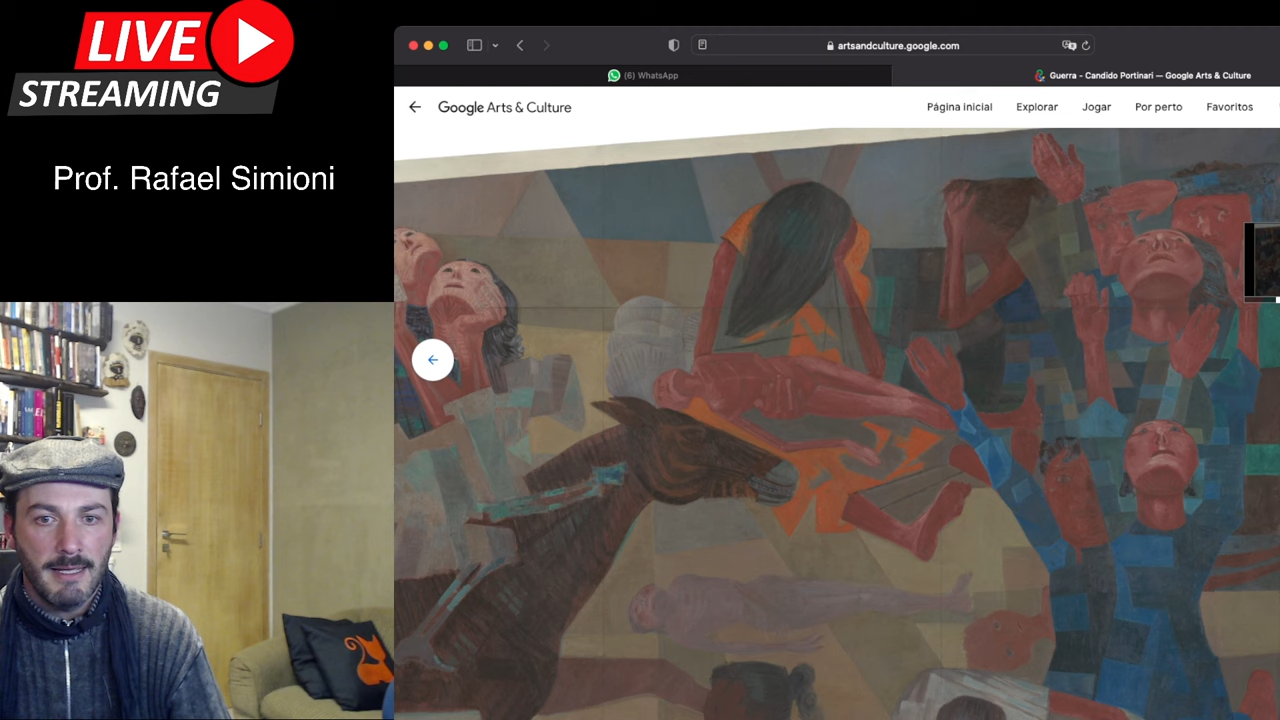 LIVE
STREAMING
Prof. Rafael Simioni
artsandculture.google.com
(6) WhatsApp
Guerra - Candido Portinari — Google Arts & Culture
Google Arts & Culture
Página inicial
Explorar
Jogar
Por perto
Favoritos